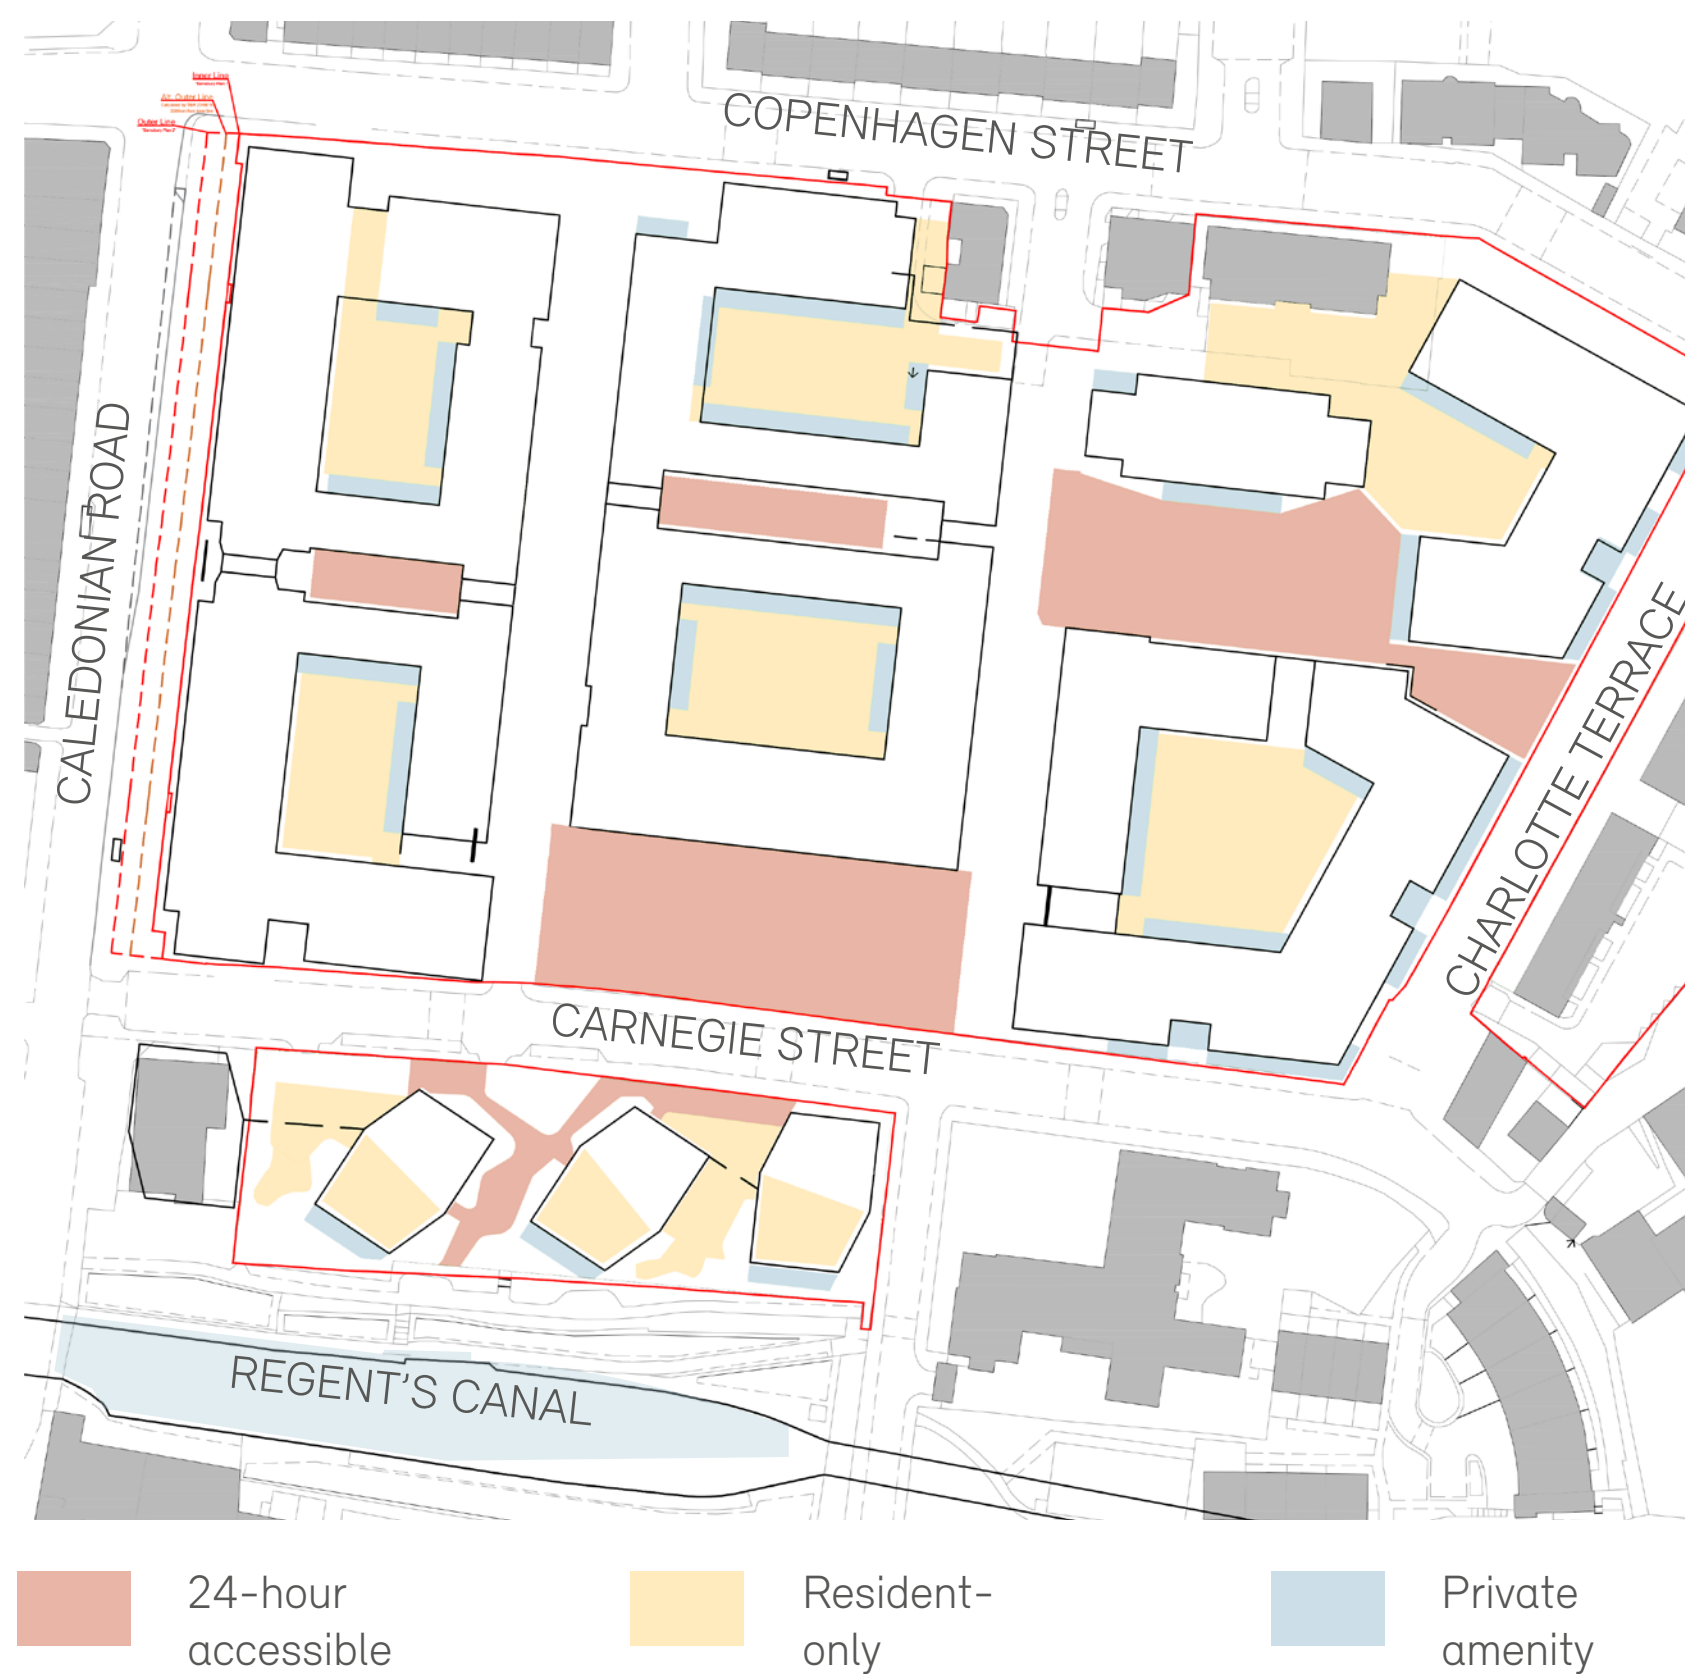 Inner Line
Alt. Outer Line
Outer Line
COPENHAGEN STREET
CALEDONIAN ROAD
CHARLOTTE TERRACE
CARNEGIE STREET
REGENT'S CANAL
24-hour
accessible
Resident-
only
Private
amenity